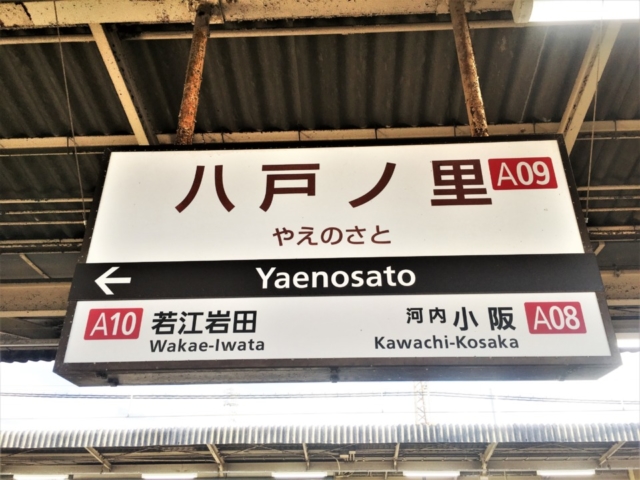 八戸ノ里 A09
やえのさと
← Yaenosato
A10 若江岩田 河内小阪 A08
Wakae-Iwata Kawachi-Kosaka